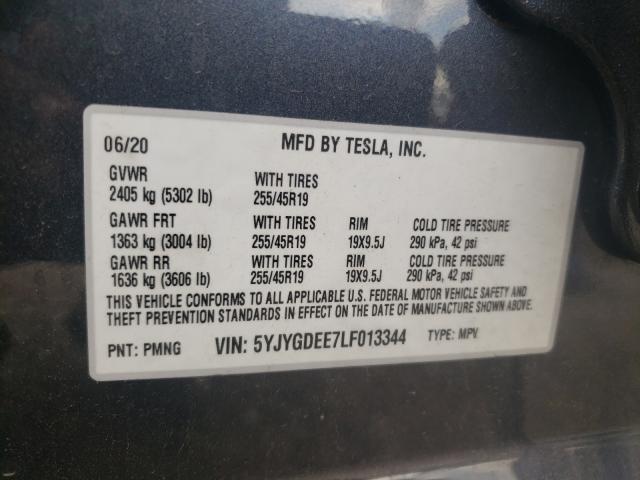 06/20 MFD BY TESLA, INC.
GVWR WITH TIRES
2405 kg (5302 lb) 255/45R19
GAWR FRT WITH TIRES RIM COLD TIRE PRESSURE
1363 kg (3004 lb) 255/45R19 19X9.5J 290 kPa, 42 psi
GAWR RR WITH TIRES RIM COLD TIRE PRESSURE
1636 kg (3606 lb) 255/45R19 19X9.5J 290 kPa, 42 psi
THIS VEHICLE CONFORMS TO ALL APPLICABLE U.S. FEDERAL MOTOR VEHICLE SAFETY AND
THEFT PREVENTION STANDARDS IN EFFECT ON THE DATE OF MANUFACTURE SHOWN ABOVE.
PNT: PMNG VIN: 5YJYGDEE7LF013344 TYPE: MPV